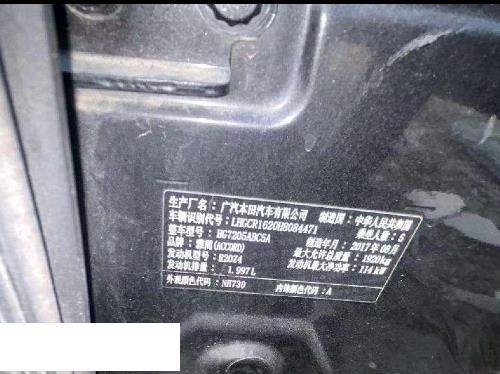 生产厂名：广汽本田汽车有限公司 制造国：中华人民共和国
车辆识别代号：LHGCR1620H8084471 乘座人数：5
整车型号：HG7205ABC5A 制造年月：2017年08月
品牌：雅阁(ACCORD) 最大允许总质量：1920kg
发动机型号：R20Z4 发动机最大净功率：114kW
发动机排量：1.997L
外观颜色代码：NH730 内饰颜色代码：A